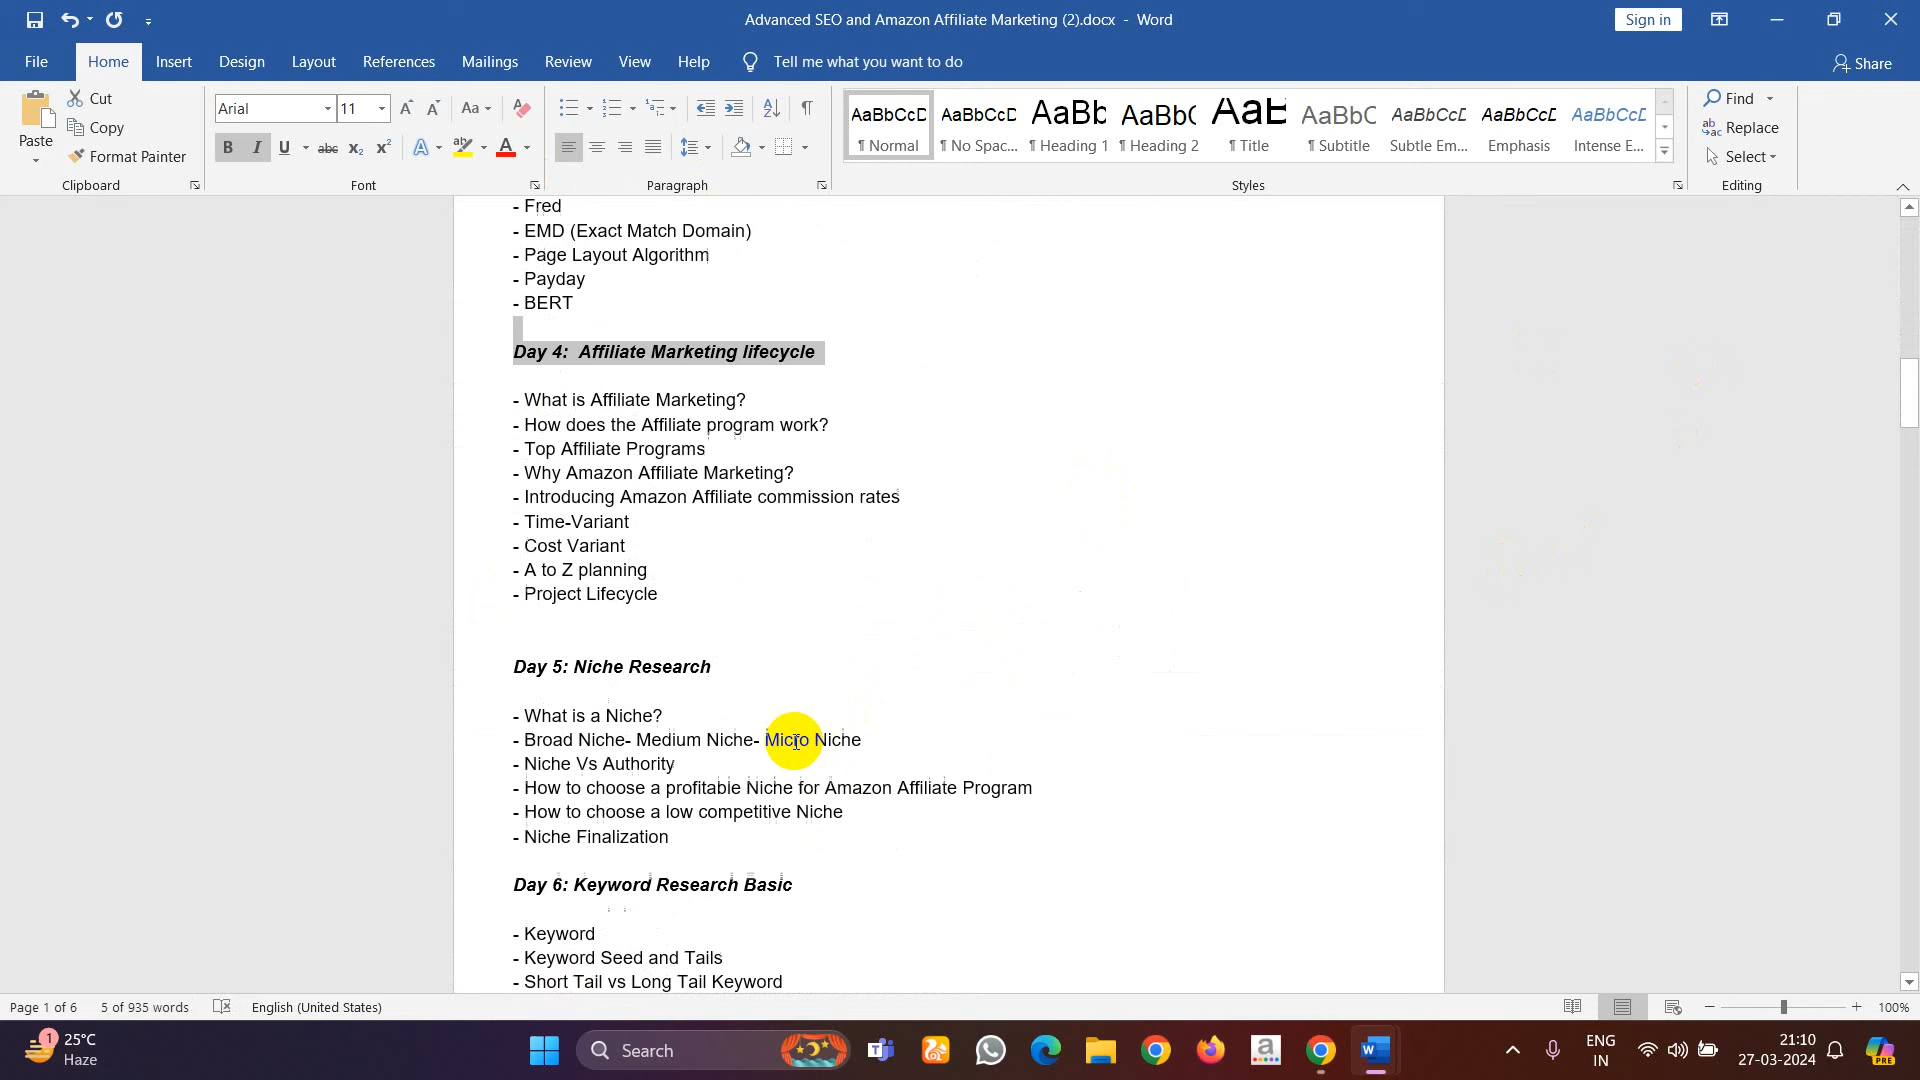 Advanced SEO and Amazon Affiliate Marketing (2).docx - Word
Sign in
File Home Insert Design Layout References Mailings Review View Help Tell me what you want to do
Share
Paste
Cut
Copy
Format Painter
Clipboard
Arial 11
Font
Paragraph
AaBbCcD AaBbCcD AaBb AaBb( AaB AaBbC AaBbCcD AaBbCcD AaBbCcD
¶ Normal ¶ No Spac... ¶ Heading 1 ¶ Heading 2 ¶ Title ¶ Subtitle Subtle Em... Emphasis Intense E...
Styles
Find
Replace
Select
Editing
- Fred
- EMD (Exact Match Domain)
- Page Layout Algorithm
- Payday
- BERT
Day 4:  Affiliate Marketing lifecycle
- What is Affiliate Marketing?
- How does the Affiliate program work?
- Top Affiliate Programs
- Why Amazon Affiliate Marketing?
- Introducing Amazon Affiliate commission rates
- Time-Variant
- Cost Variant
- A to Z planning
- Project Lifecycle
Day 5: Niche Research
- What is a Niche?
- Broad Niche- Medium Niche- Micro Niche
- Niche Vs Authority
- How to choose a profitable Niche for Amazon Affiliate Program
- How to choose a low competitive Niche
- Niche Finalization
Day 6: Keyword Research Basic
- Keyword
- Keyword Seed and Tails
- Short Tail vs Long Tail Keyword
Page 1 of 6 5 of 935 words English (United States) 100%
1 25°C
Haze
Search
ENG
IN
21:10
27-03-2024
PRE